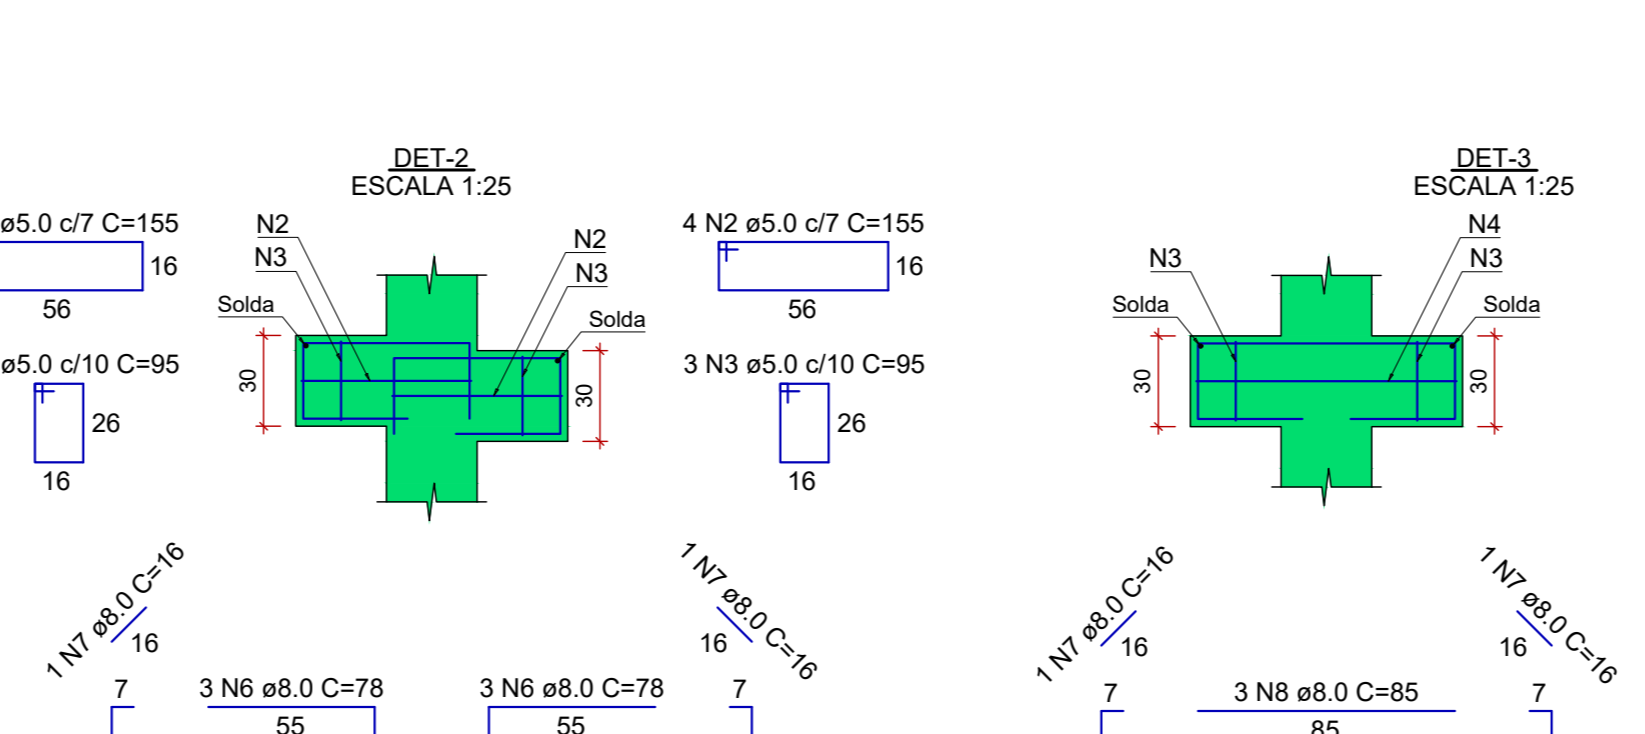 DET-2
ESCALA 1:25
DET-3
ESCALA 1:25
ø5.0 c/7 C=155
16
56
ø5.0 c/10 C=95
26
16
N2
N3
Solda
30
N2
N3
Solda
30
4 N2 ø5.0 c/7 C=155
16
56
3 N3 ø5.0 c/10 C=95
26
16
N3
Solda
30
N4
N3
Solda
30
1 N7 ø8.0 C=16
16
7
3 N6 ø8.0 C=78
55
3 N6 ø8.0 C=78
55
1 N7 ø8.0 C=16
16
7
1 N7 ø8.0 C=16
16
7
3 N8 ø8.0 C=85
85
1 N7 ø8.0 C=16
16
7